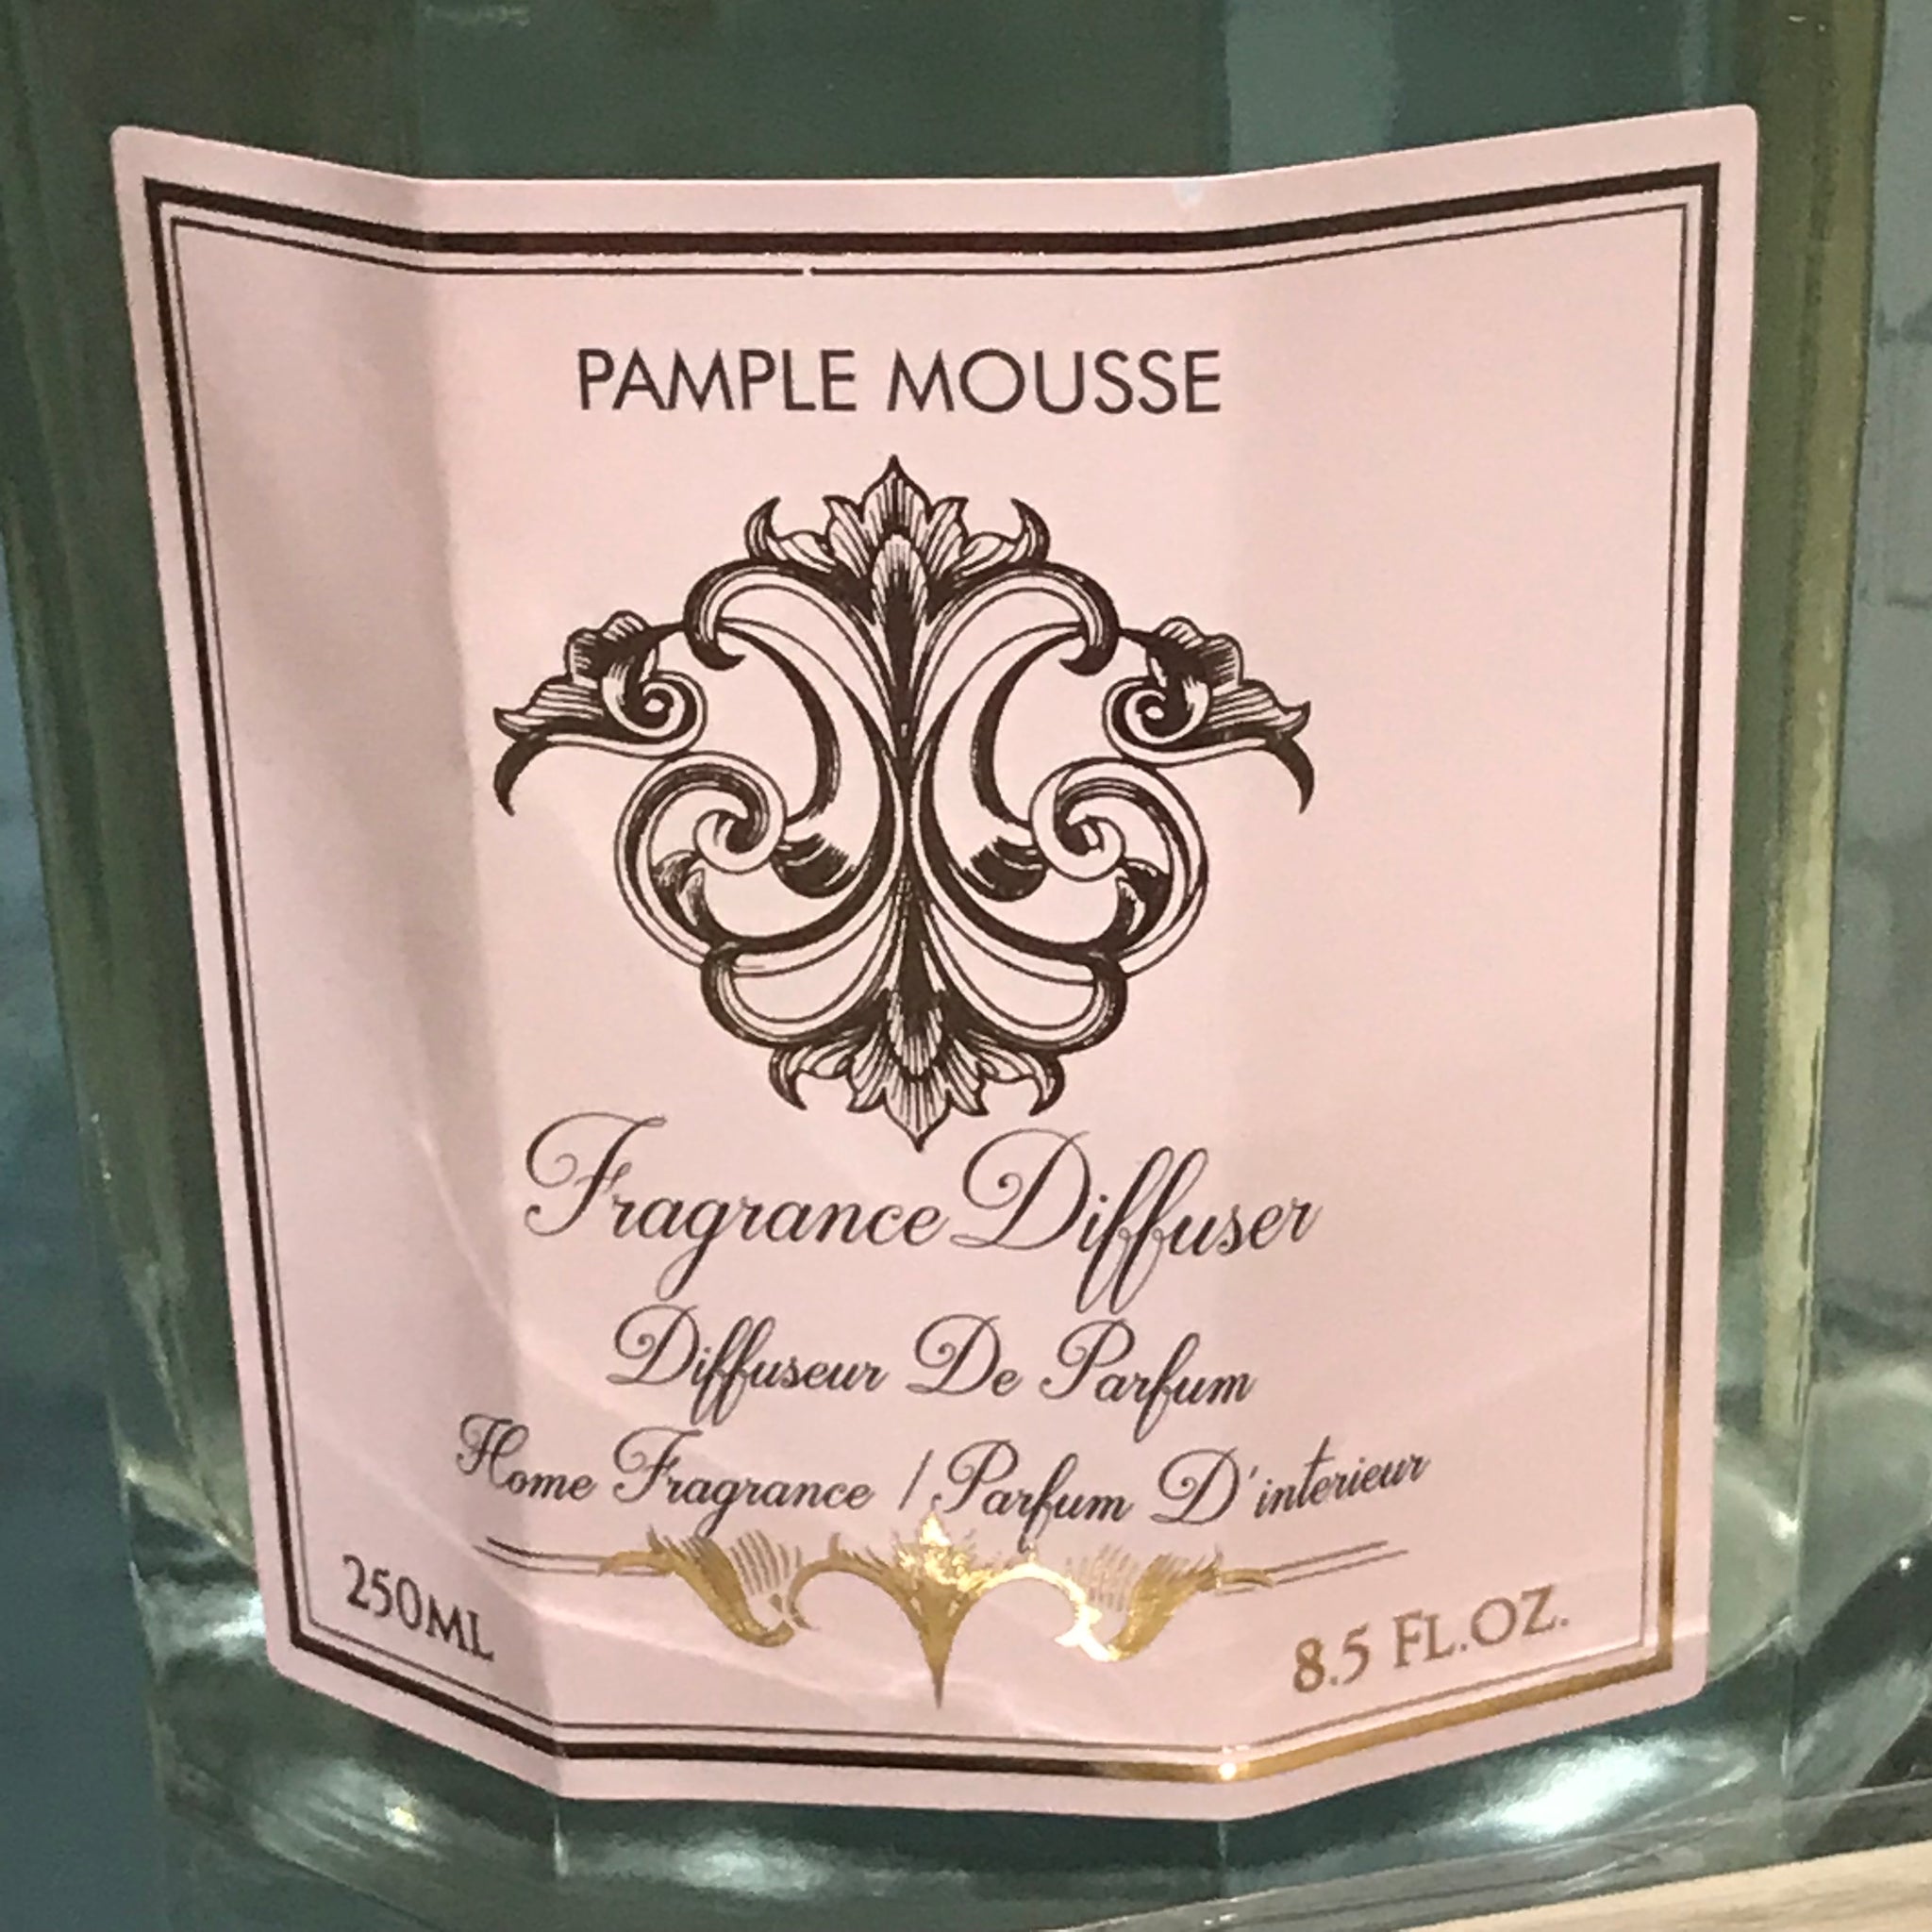 PAMPLE MOUSSE
Fragrance Diffuser
Diffuseur De Parfum
Home Fragrance / Parfum D'interieur
250ML
8.5 FL.OZ.